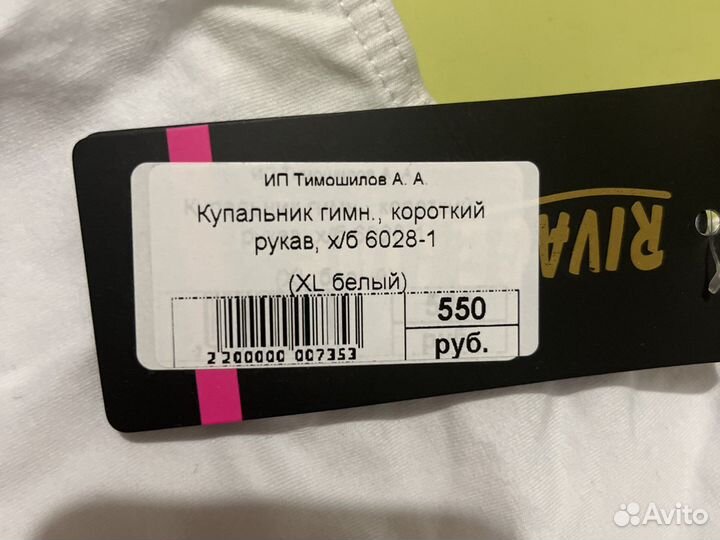 ИП Тимошилов А. А.
Купальник гимн., короткий
рукав, х/б 6028-1
(XL белый)
550
руб.
2 200000 007353
RIVA
Avito